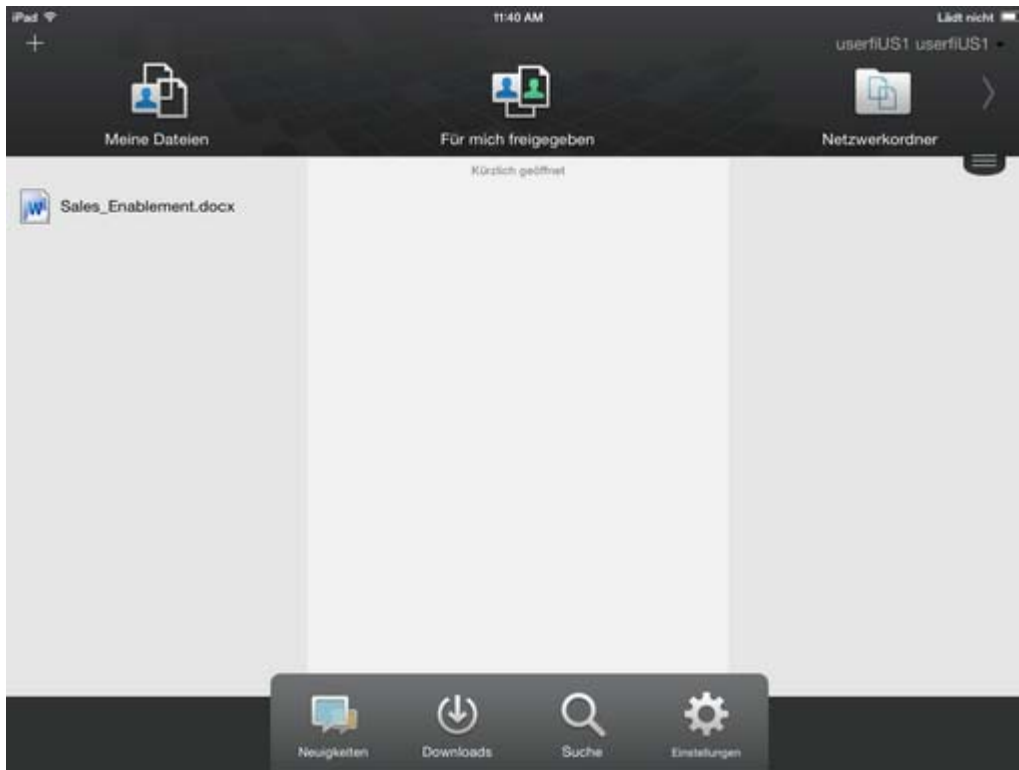 iPad 11:40 AM Lädt nicht
userfiUS1 userfiUS1
Meine Dateien Für mich freigegeben Netzwerkordner
Kürzlich geöffnet
Sales_Enablement.docx
Neuigkeiten Downloads Suche Einstellungen